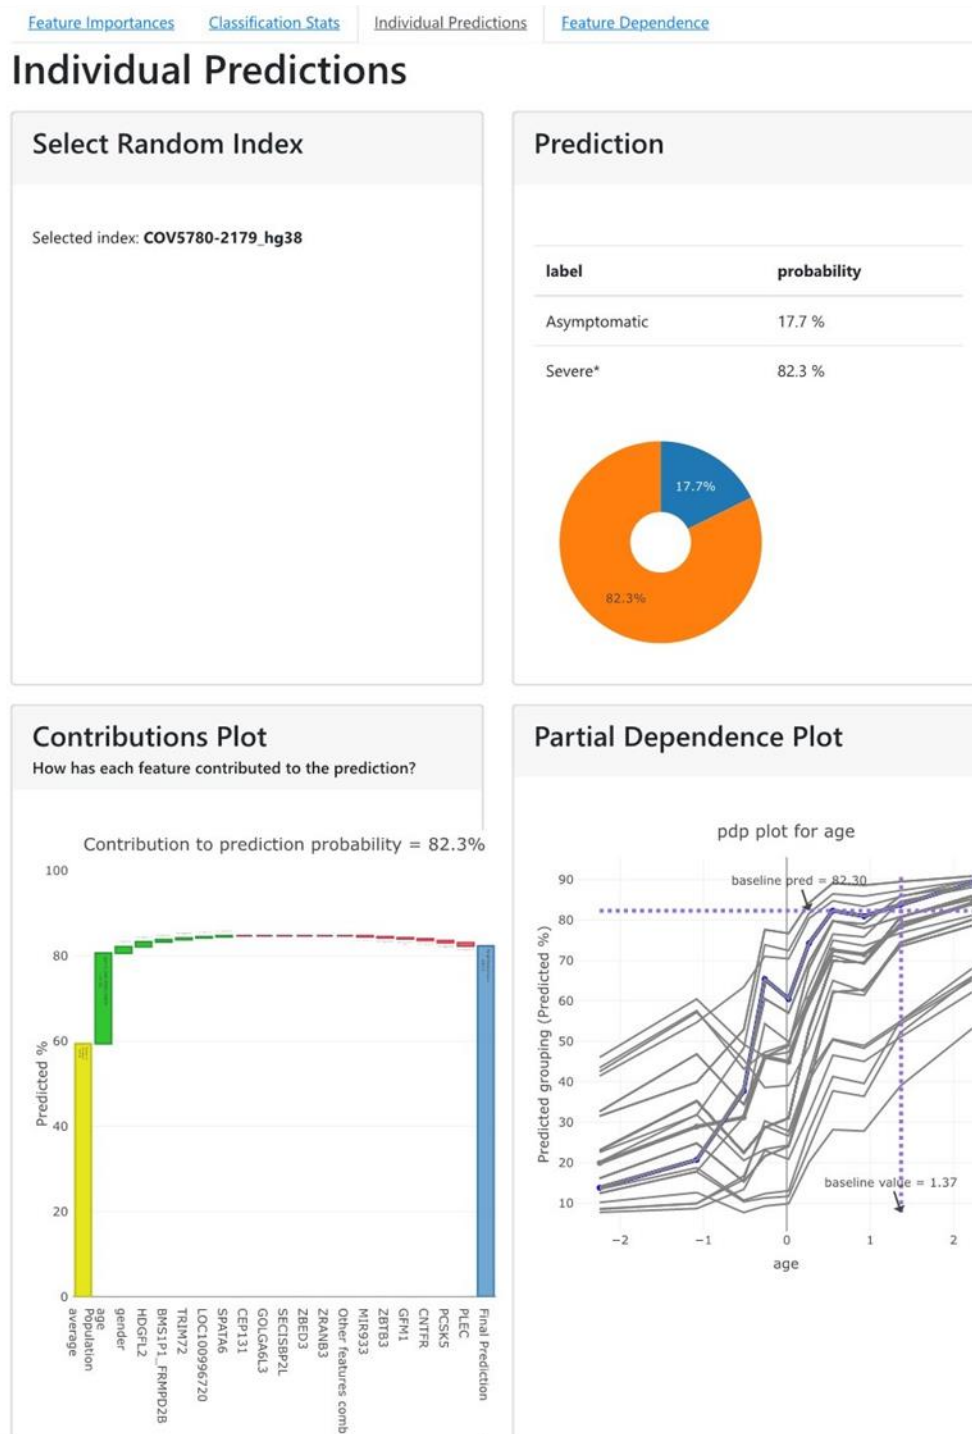 Feature Importances Classification Stats Individual Predictions Feature Dependence
Individual Predictions
Select Random Index
Selected index: COV5780-2179_hg38
Prediction
label probability
Asymptomatic 17.7 %
Severe* 82.3 %
17.7%
82.3%
Contributions Plot
How has each feature contributed to the prediction?
Contribution to prediction probability = 82.3%
Predicted %
100
80
60
40
20
0
Population
average
age
gender
HDGFL2
BMS1P1_FRMPD2B
TRIM72
LOC100996720
SPATA6
CEP131
GOLGA6L3
SECISBP2L
ZBED3
ZRANB3
Other features comb
MIR933
ZBTB3
GFM1
CNTFR
PCSK5
PLEC
Final Prediction
Partial Dependence Plot
pdp plot for age
baseline pred = 82.30
Predicted grouping (Predicted %)
90
80
70
60
50
40
30
20
10
baseline value = 1.37
−2 −1 0 1 2
age